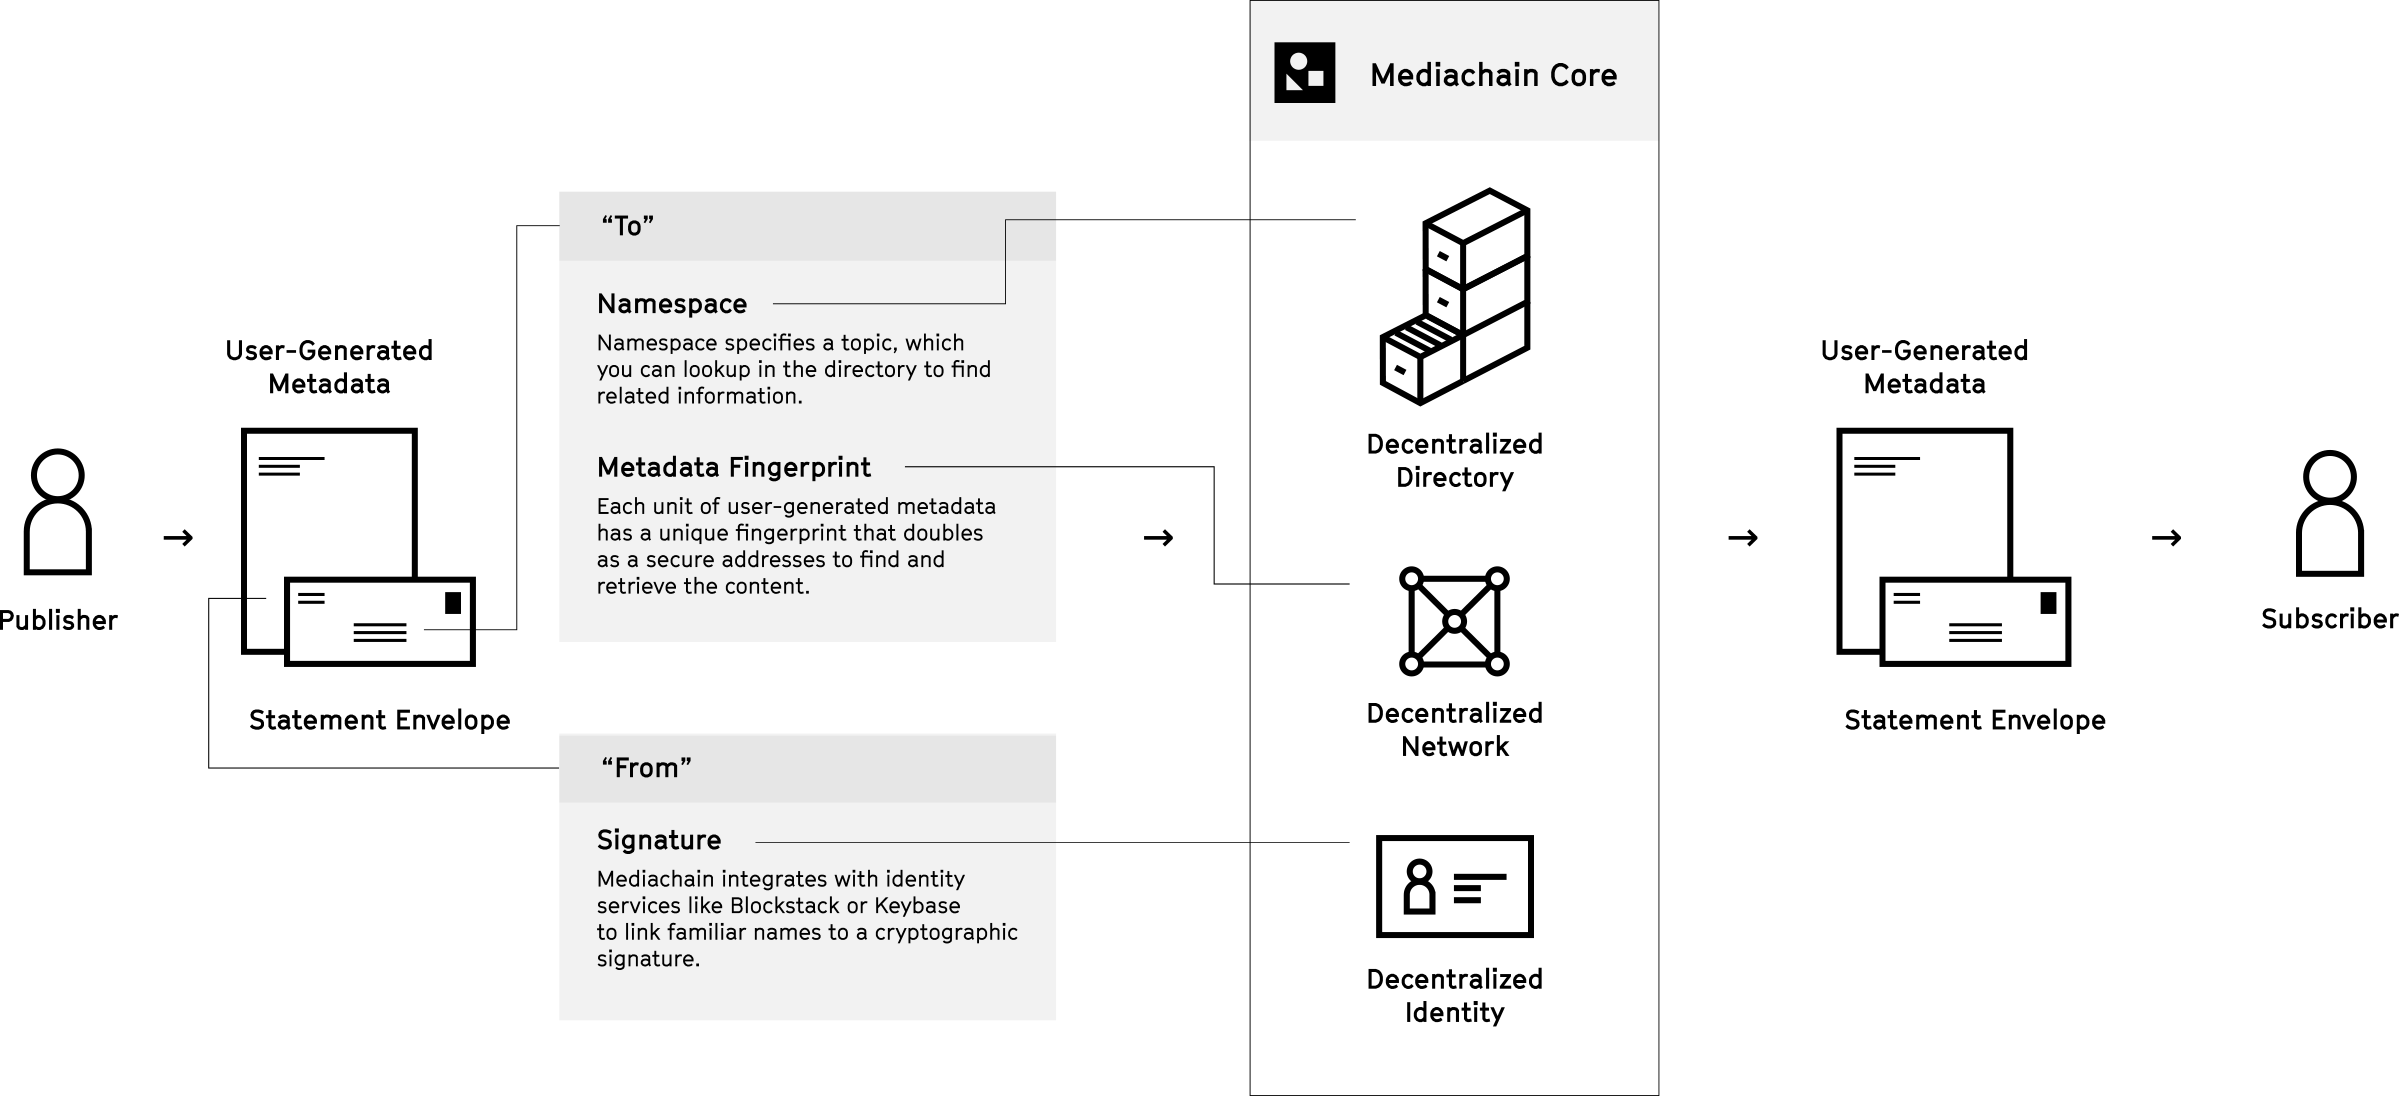 Publisher
User-Generated
Metadata
Statement Envelope
“To”
Namespace
Namespace specifies a topic, which
you can lookup in the directory to find
related information.
Metadata Fingerprint
Each unit of user-generated metadata
has a unique fingerprint that doubles
as a secure addresses to find and
retrieve the content.
“From”
Signature
Mediachain integrates with identity
services like Blockstack or Keybase
to link familiar names to a cryptographic
signature.
Mediachain Core
Decentralized
Directory
Decentralized
Network
Decentralized
Identity
User-Generated
Metadata
Statement Envelope
Subscriber